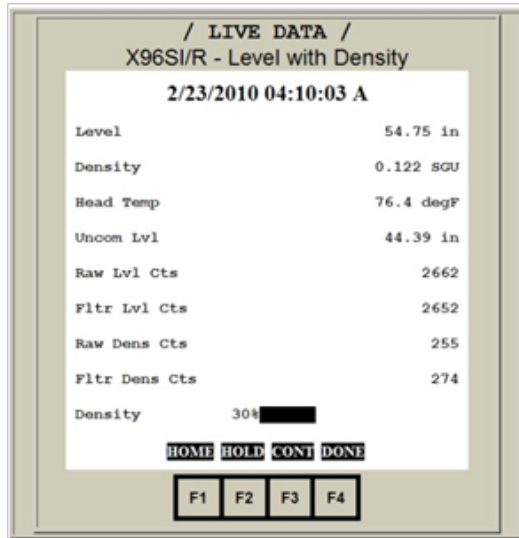 / LIVE DATA /
X96SI/R - Level with Density
2/23/2010 04:10:03 A
Level 54.75 in
Density 0.122 SGU
Head Temp 76.4 degF
Uncom Lvl 44.39 in
Raw Lvl Cts 2662
Fltr Lvl Cts 2652
Raw Dens Cts 255
Fltr Dens Cts 274
Density 30%
HOME HOLD CONT DONE
F1 F2 F3 F4